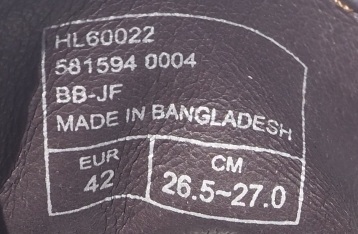 HL60022
581594 0004
BB-JF
MADE IN BANGLADESH
EUR CM
42 26.5~27.0